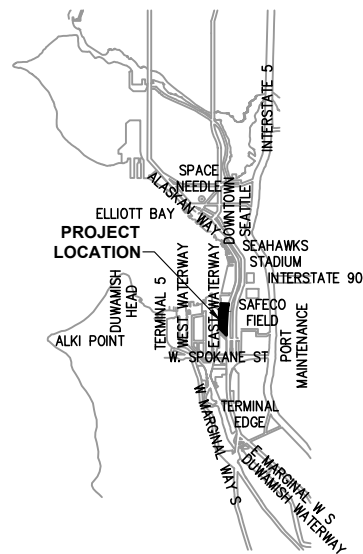 INTERSTATE 5
SPACE
NEEDLE
ALASKAN WAY
DOWNTOWN
SEATTLE
ELLIOTT BAY
PROJECT
LOCATION
SEAHAWKS
STADIUM
INTERSTATE 90
DUWAMISH
HEAD
TERMINAL 5
WEST WATERWAY
EAST WATERWAY
SAFECO
FIELD
ALKI POINT
W. SPOKANE ST
PORT
MAINTENANCE
TERMINAL
EDGE
W MARGINAL WAY S
E MARGINAL W S
DUWAMISH WATERWAY